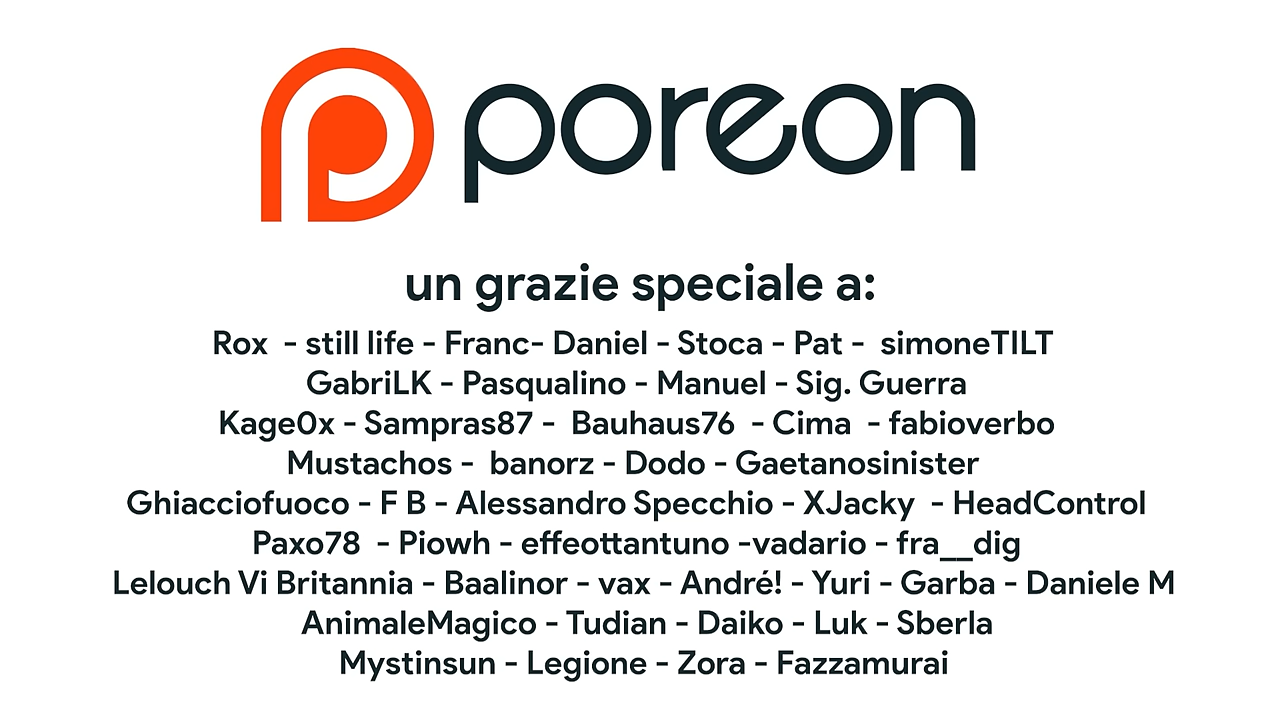 poreon
un grazie speciale a:
Rox - still life - Franc- Daniel - Stoca - Pat - simoneTILT
GabriLK - Pasqualino - Manuel - Sig. Guerra
Kage0x - Sampras87 - Bauhaus76 - Cima - fabioverbo
Mustachos - banorz - Dodo - Gaetanosinister
Ghiacciofuoco - F B - Alessandro Specchio - XJacky - HeadControl
Paxo78 - Piowh - effeottantuno -vadario - fra__dig
Lelouch Vi Britannia - Baalinor - vax - André! - Yuri - Garba - Daniele M
AnimaleMagico - Tudian - Daiko - Luk - Sberla
Mystinsun - Legione - Zora - Fazzamurai